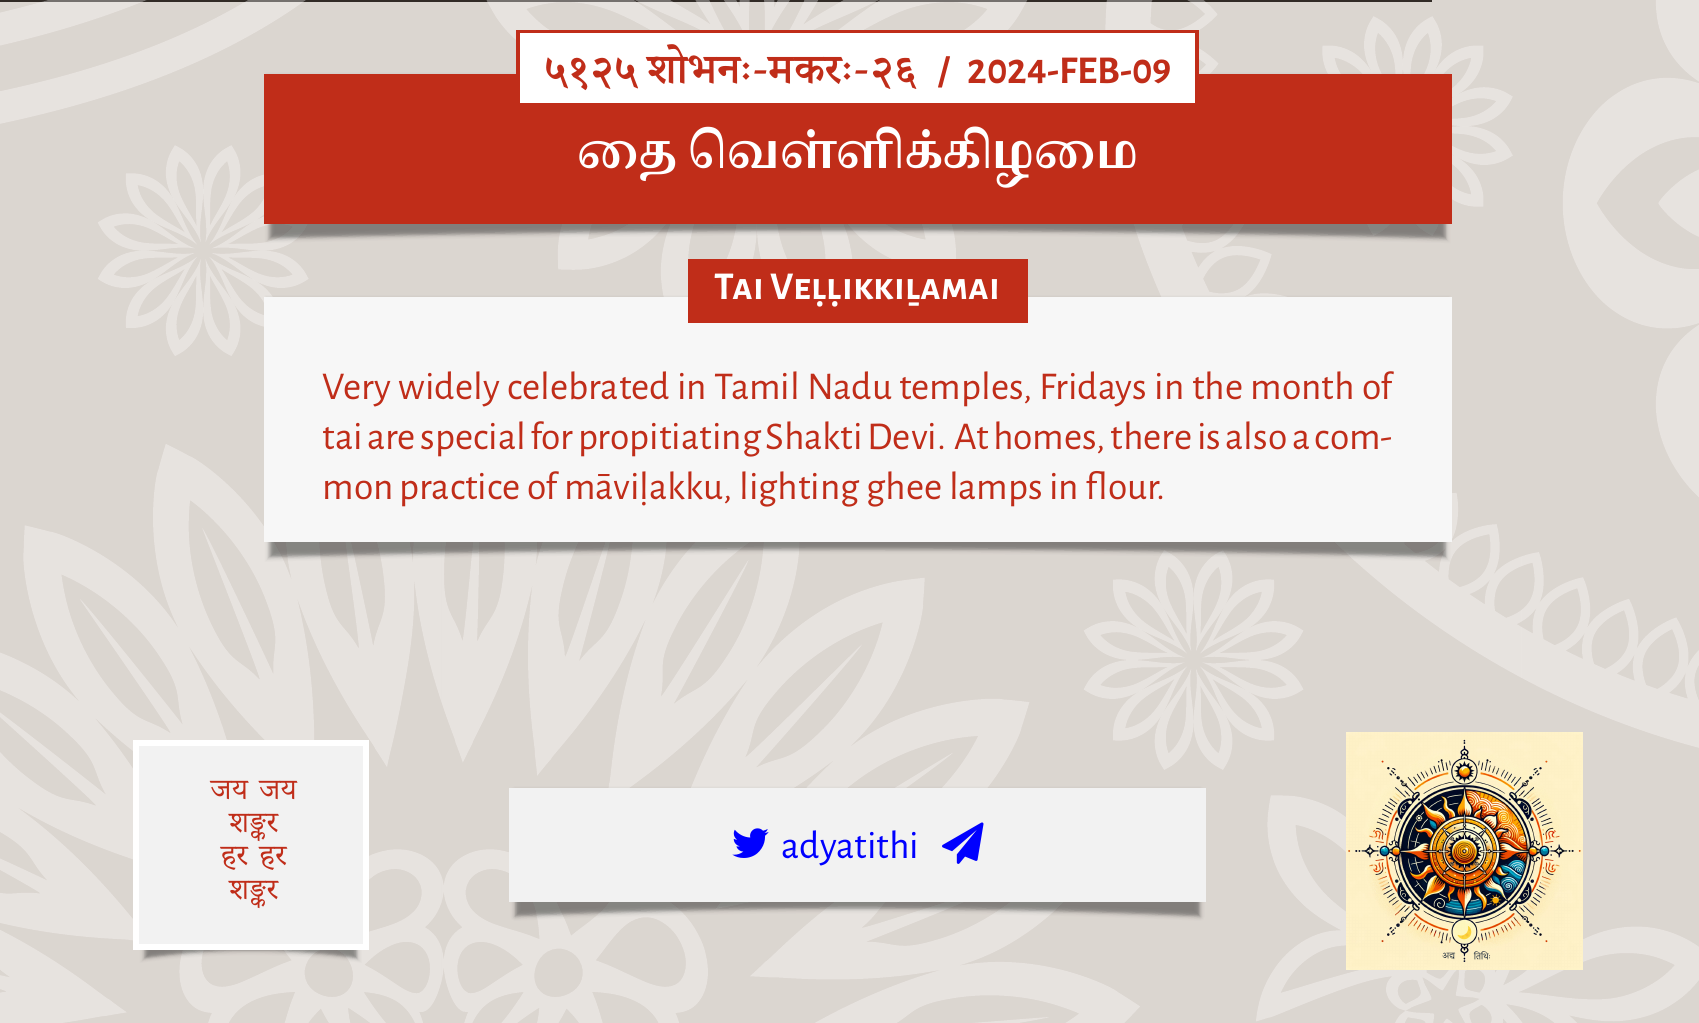 ५१२५ शोभनः-मकरः-२६ / 2024-FEB-09
தை வெள்ளிக்கிழமை
Tai Veḷḷikkiḻamai
Very widely celebrated in Tamil Nadu temples, Fridays in the month of
tai are special for propitiating Shakti Devi. At homes, there is also a com-
mon practice of māviḷakku, lighting ghee lamps in flour.
जय जय
शङ्कर
हर हर
शङ्कर
adyatithi
अद्य तिथिः